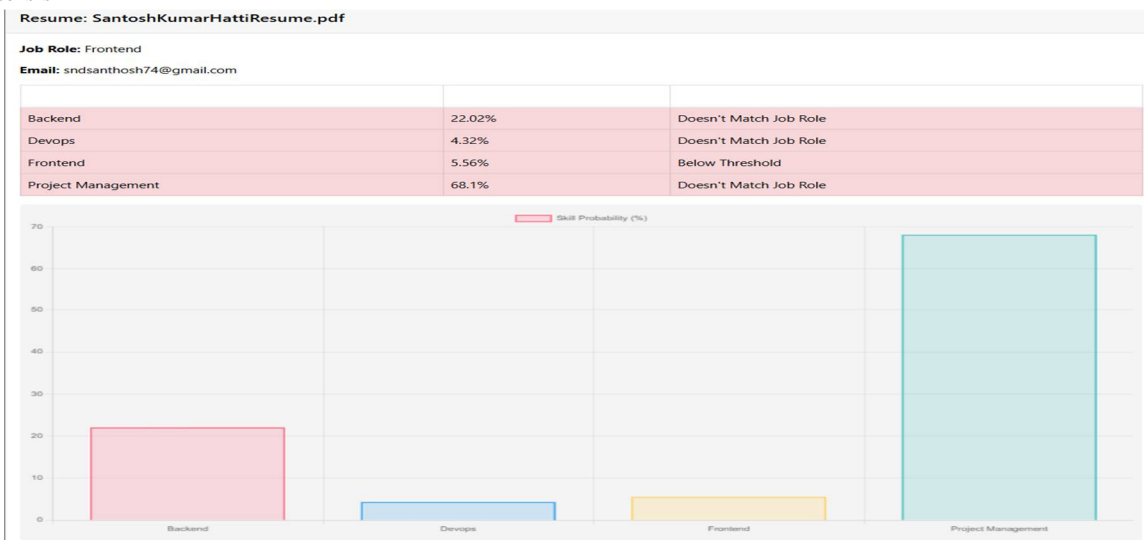 Resume: SantoshKumarHattiResume.pdf
Job Role: Frontend
Email: sndsanthosh74@gmail.com
Backend 22.02% Doesn't Match Job Role
Devops 4.32% Doesn't Match Job Role
Frontend 5.56% Below Threshold
Project Management 68.1% Doesn't Match Job Role
Skill Probability (%)
70
60
50
40
30
20
10
0
Backend Devops Frontend Project Management